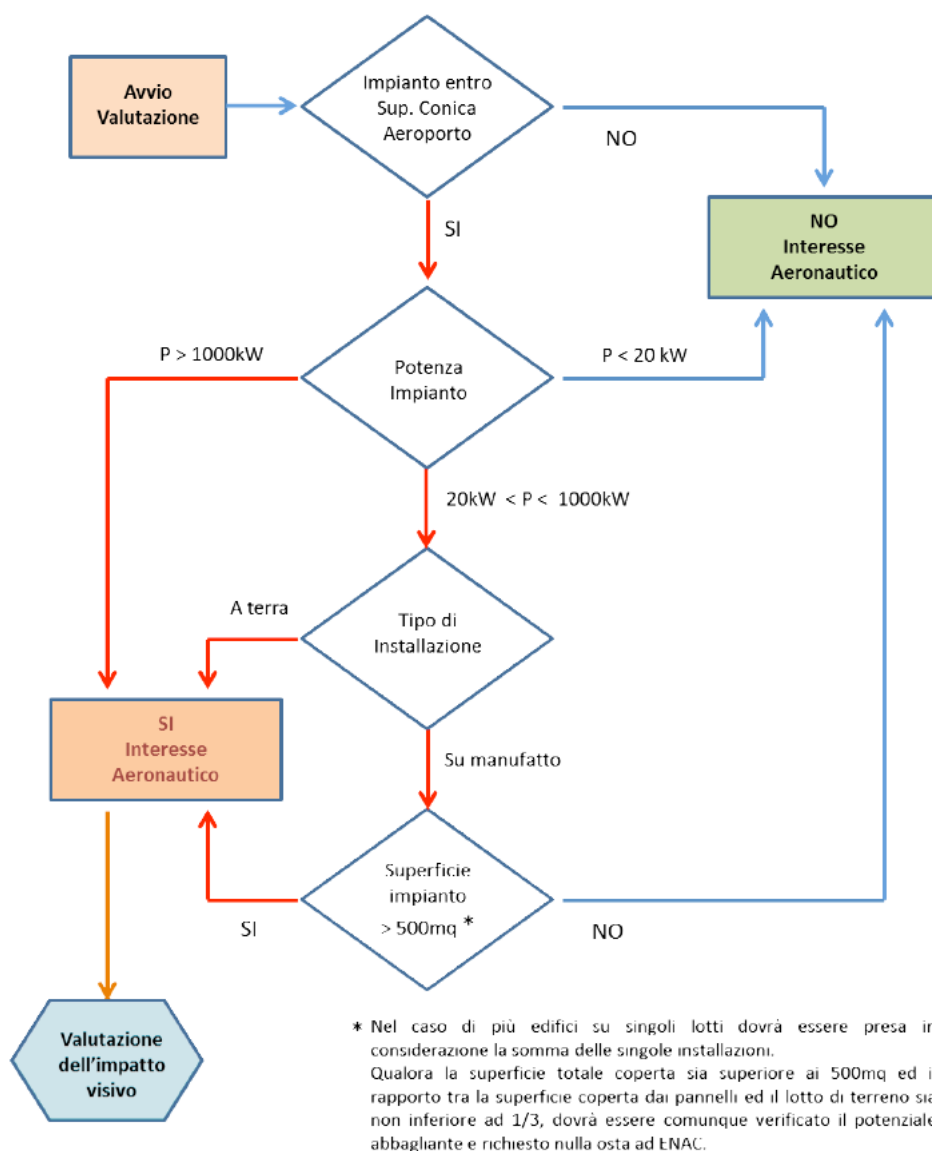 Avvio
Valutazione
Impianto entro
Sup. Conica
Aeroporto
NO
SI
NO
Interesse
Aeronautico
P > 1000kW
Potenza
Impianto
P < 20 kW
20kW < P < 1000kW
A terra
Tipo di
Installazione
SI
Interesse
Aeronautico
Su manufatto
Superficie
impianto
> 500mq *
SI
NO
Valutazione
dell'impatto
visivo
* Nel caso di più edifici su singoli lotti dovrà essere presa in
considerazione la somma delle singole installazioni.
Qualora la superficie totale coperta sia superiore ai 500mq ed i
rapporto tra la superficie coperta dai pannelli ed il lotto di terreno sia
non inferiore ad 1/3, dovrà essere comunque verificato il potenziale
abbagliante e richiesto nulla osta ad ENAC.